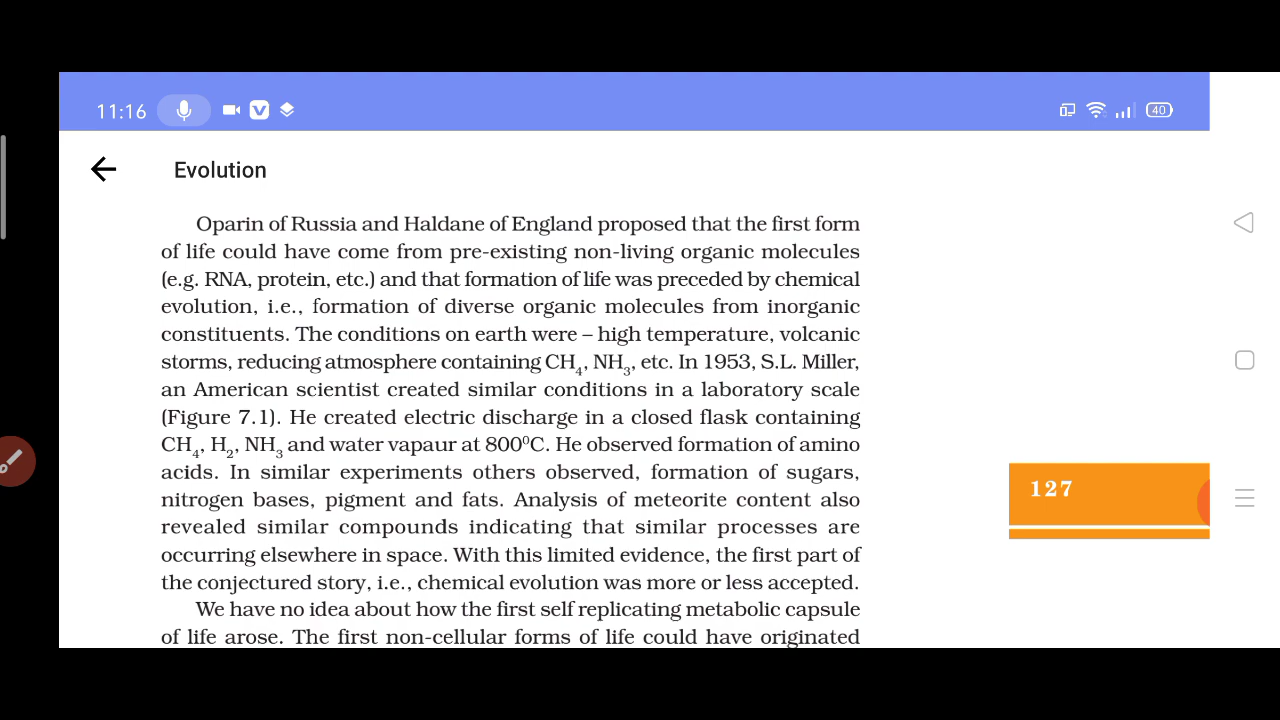 11:16
40
Evolution
Oparin of Russia and Haldane of England proposed that the first form
of life could have come from pre-existing non-living organic molecules
(e.g. RNA, protein, etc.) and that formation of life was preceded by chemical
evolution, i.e., formation of diverse organic molecules from inorganic
constituents. The conditions on earth were – high temperature, volcanic
storms, reducing atmosphere containing CH₄, NH₃, etc. In 1953, S.L. Miller,
an American scientist created similar conditions in a laboratory scale
(Figure 7.1). He created electric discharge in a closed flask containing
CH₄, H₂, NH₃ and water vapaur at 800⁰C. He observed formation of amino
acids. In similar experiments others observed, formation of sugars,
nitrogen bases, pigment and fats. Analysis of meteorite content also
revealed similar compounds indicating that similar processes are
occurring elsewhere in space. With this limited evidence, the first part of
the conjectured story, i.e., chemical evolution was more or less accepted.
We have no idea about how the first self replicating metabolic capsule
of life arose. The first non-cellular forms of life could have originated
127